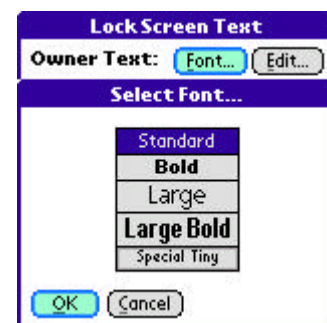 Lock Screen Text
Owner Text: Font... Edit...
Select Font...
Standard
Bold
Large
Large Bold
Special Tiny
OK Cancel